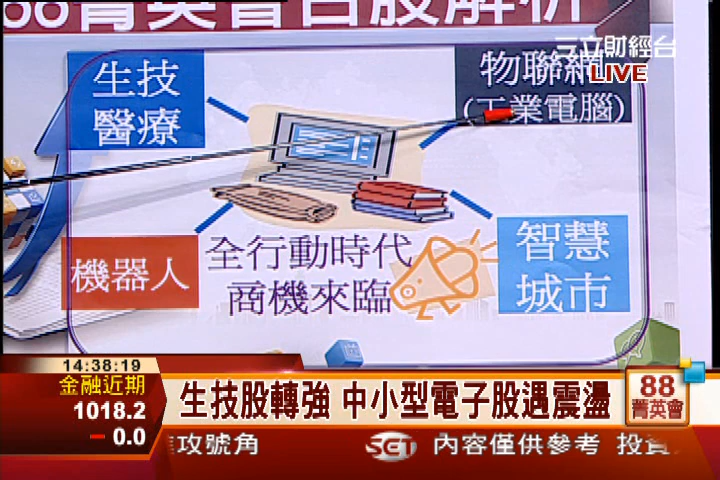 88菁英會台股解析
三立財經台
LIVE
生技
醫療
物聯網
(工業電腦)
機器人
全行動時代
商機來臨
智慧
城市
14:38:19
金融近期
1018.2
0.0
生技股轉強 中小型電子股遇震盪
88
菁英會
攻號角 SET 內容僅供參考 投資